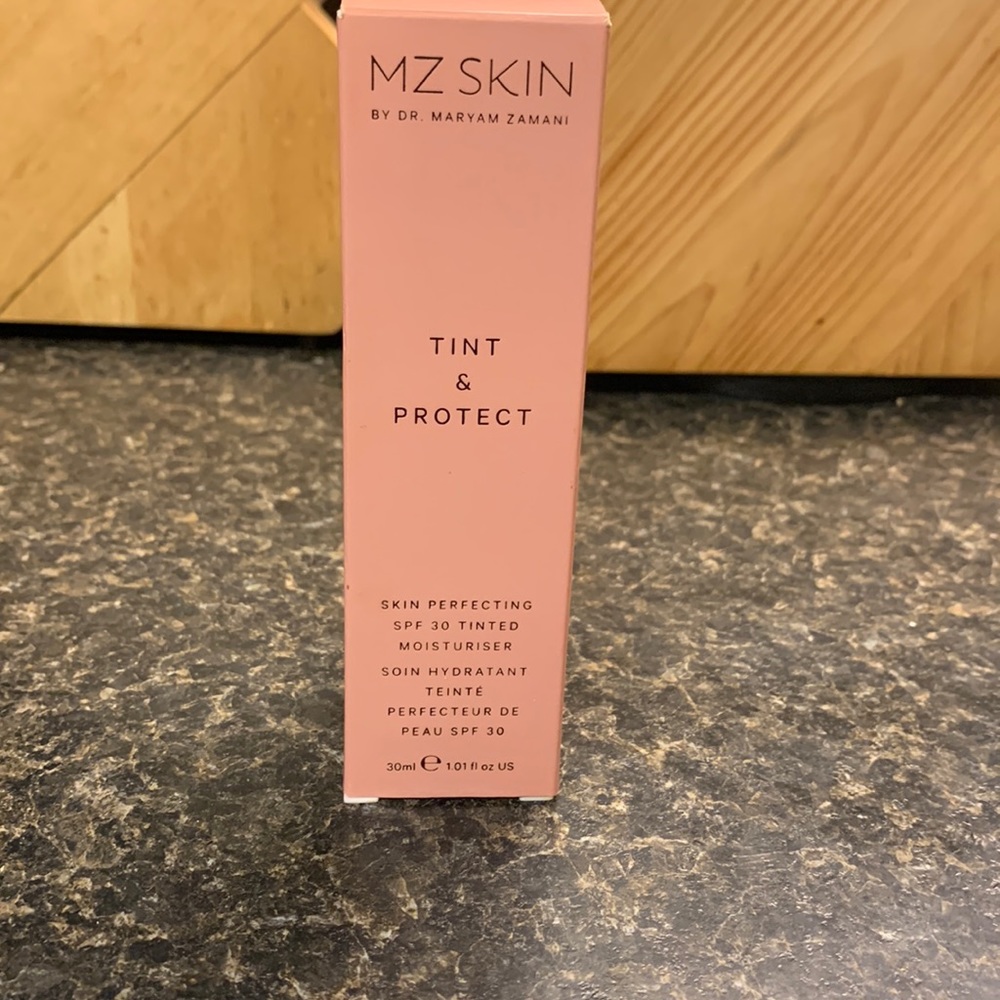 MZ SKIN
BY DR. MARYAM ZAMANI
TINT
&
PROTECT
SKIN PERFECTING
SPF 30 TINTED
MOISTURISER
SOIN HYDRATANT
TEINTÉ
PERFECTEUR DE
PEAU SPF 30
30ml ℮ 1.01 fl oz US